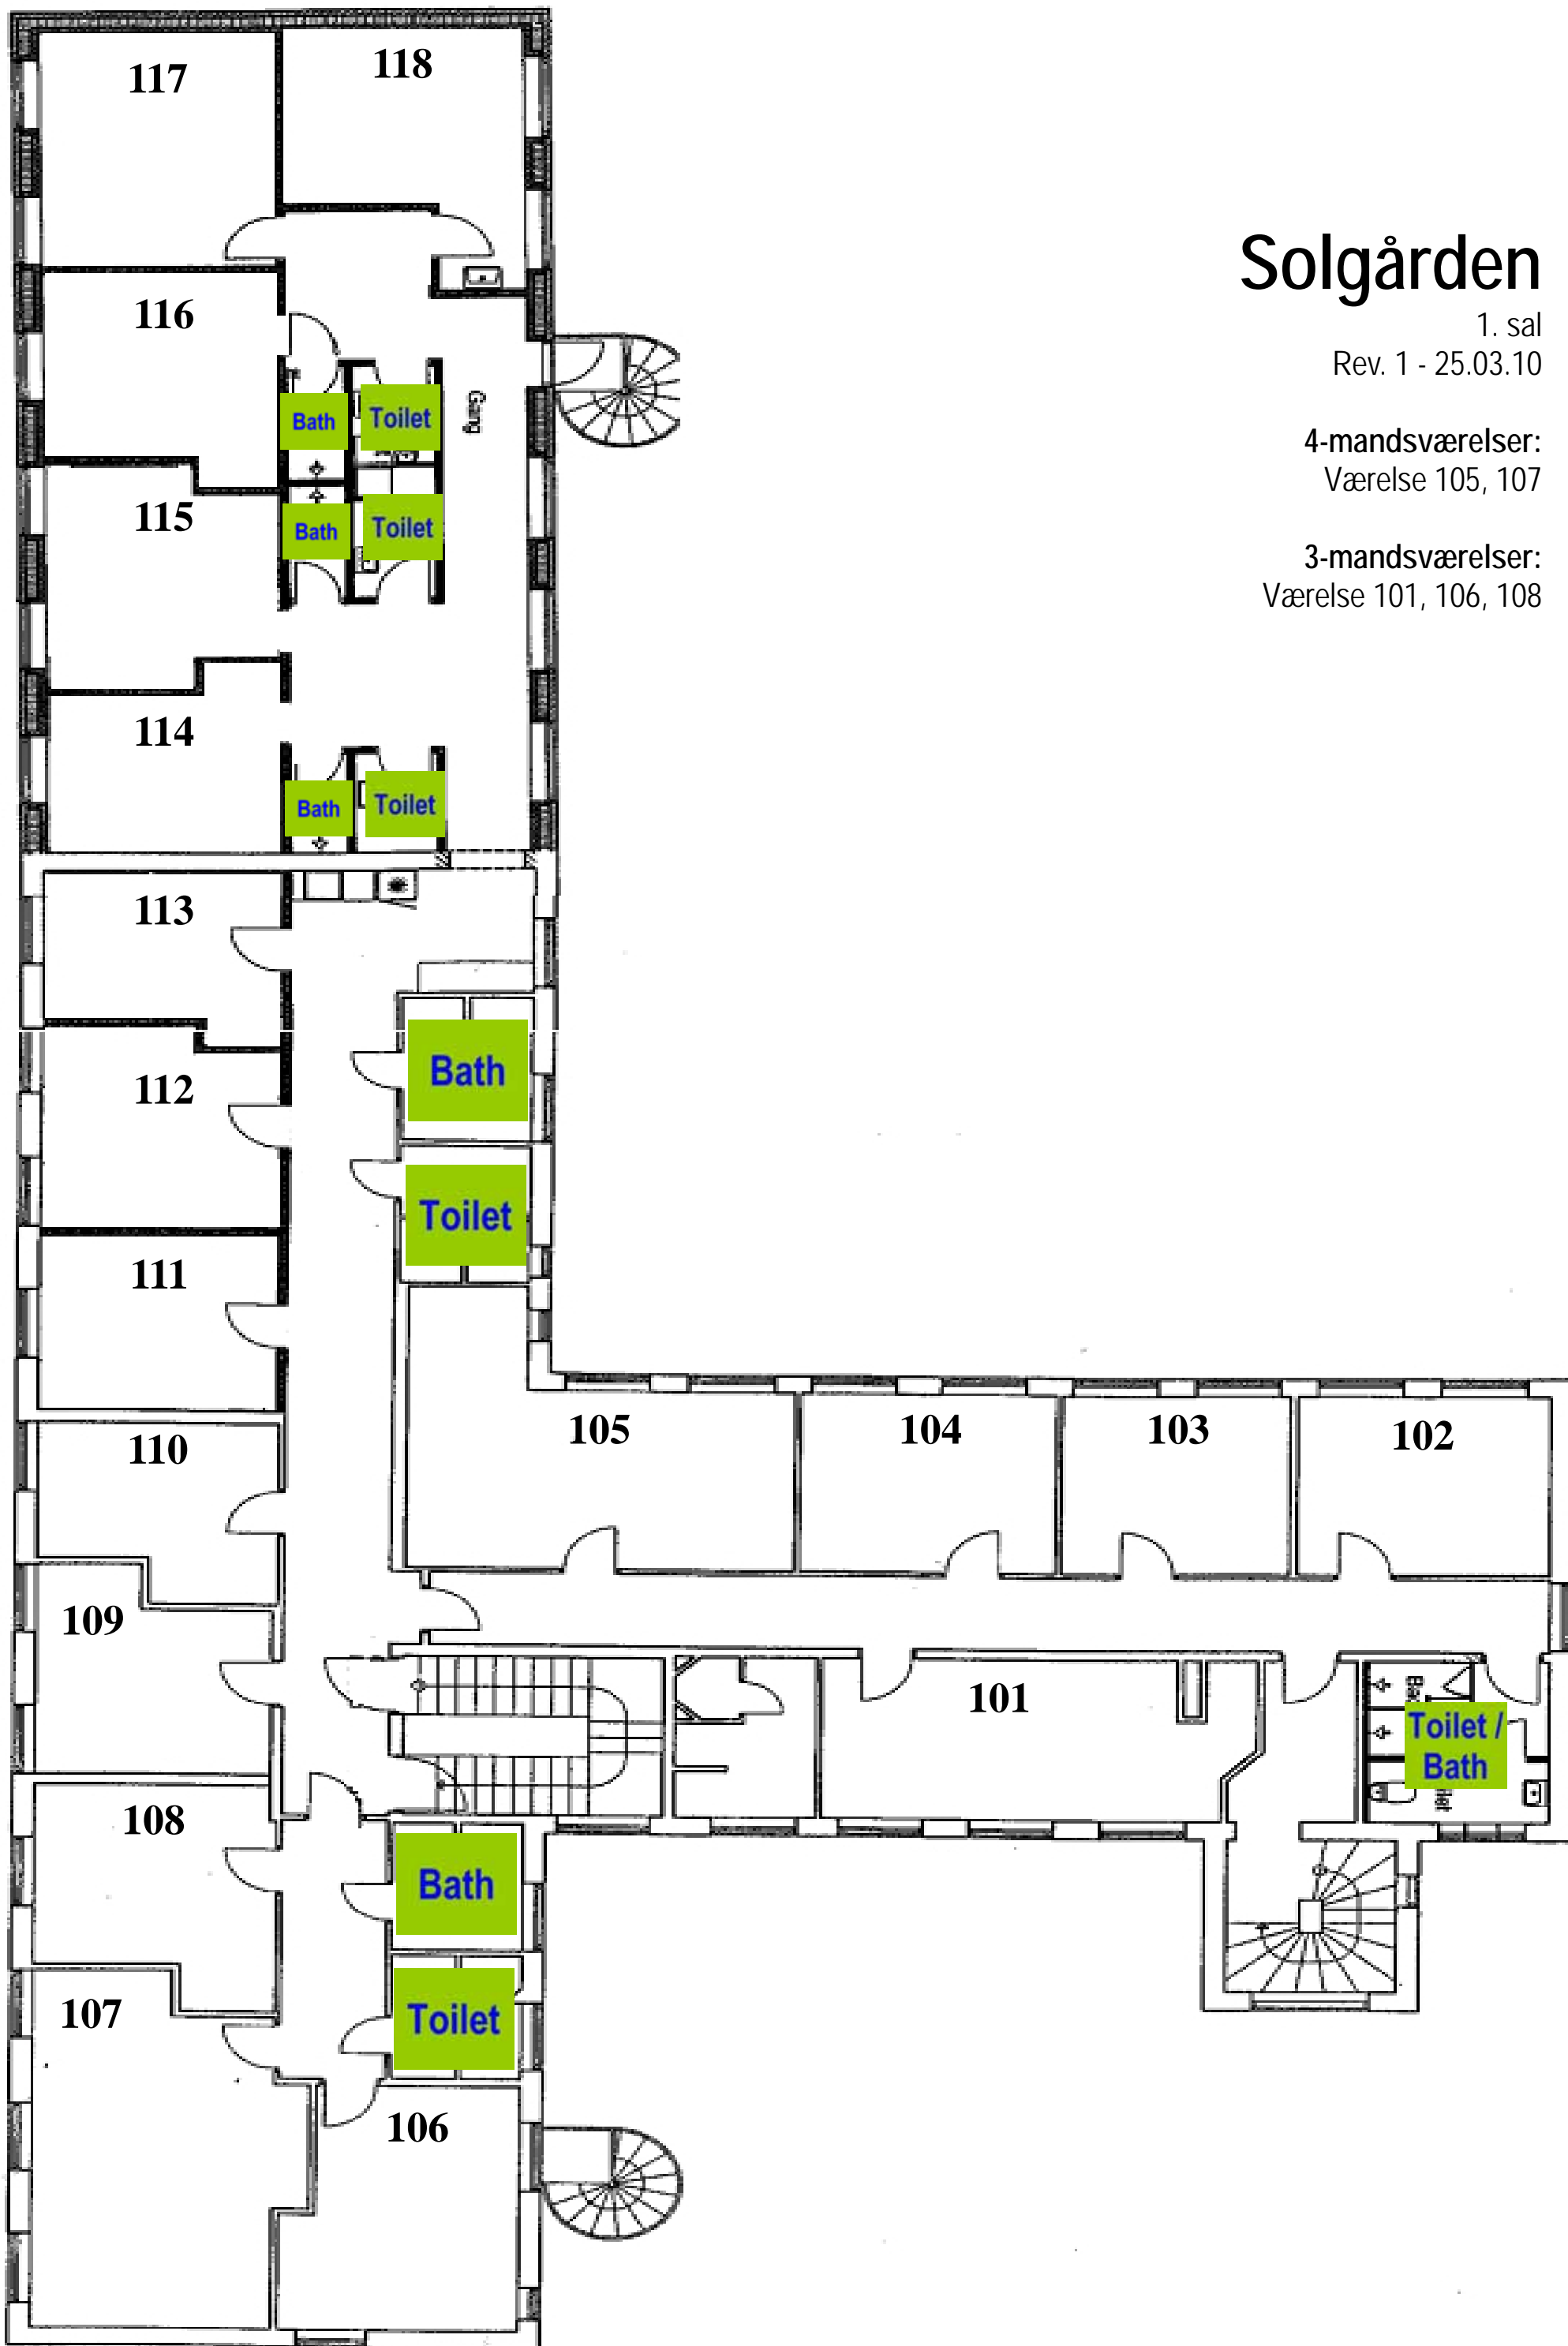 117
118
Solgården
1. sal
Rev. 1 - 25.03.10
4-mandsværelser:
Værelse 105, 107
3-mandsværelser:
Værelse 101, 106, 108
116
Bath
Toilet
Gang
115
Bath
Toilet
114
Bath
Toilet
113
112
Bath
Toilet
111
110
105
104
103
102
109
101
Toilet /
Bath
108
Bath
107
Toilet
106